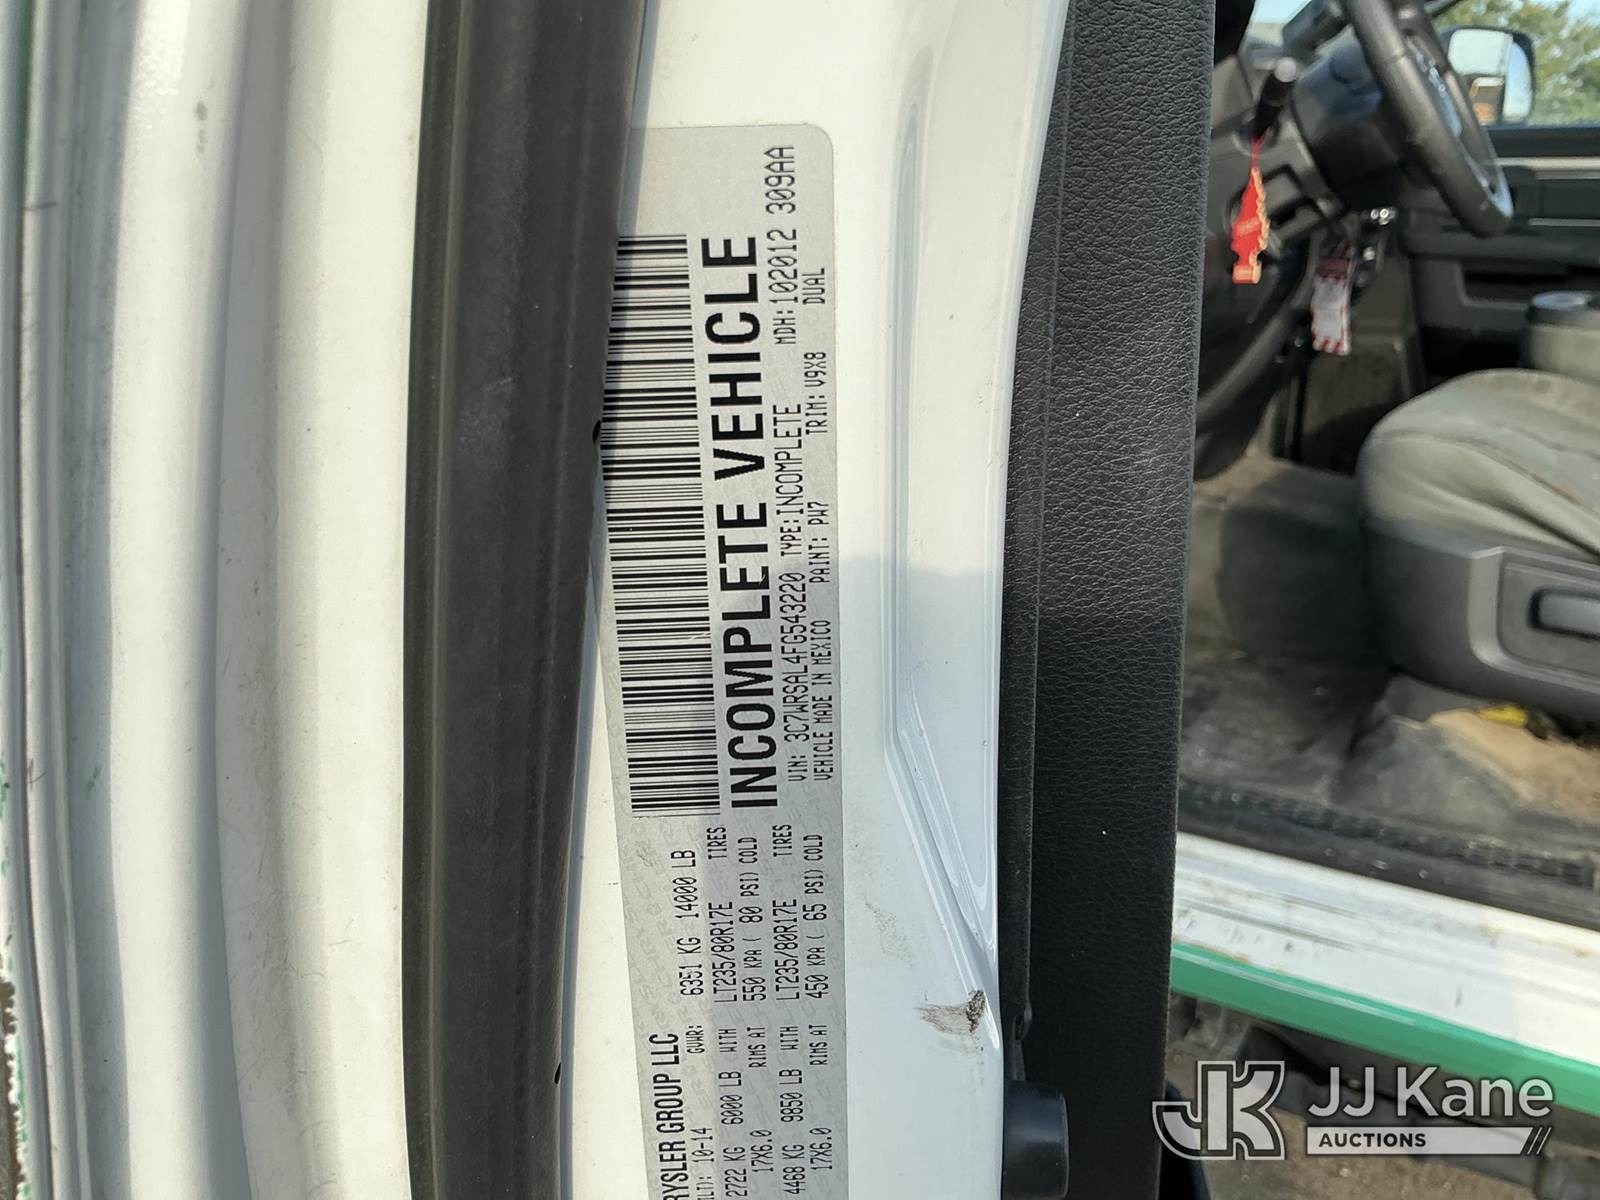 RYSLER GROUP LLC
10-14 GVWR: 6351 KG 14000 LB
2722 KG 6000 LB WITH LT235/80R17E TIRES
17X6.0 RIMS AT 550 KPA ( 80 PSI) COLD
4468 KG 9850 LB WITH LT235/80R17E TIRES
17X6.0 RIMS AT 450 KPA ( 65 PSI) COLD
INCOMPLETE VEHICLE
VIN: 3C7WRSAL4FG543220 TYPE:INCOMPLETE MDH:102012 309AA
VEHICLE MADE IN MEXICO PAINT: PW7 TRIM: V9X8 DUAL
JK JJ Kane
AUCTIONS